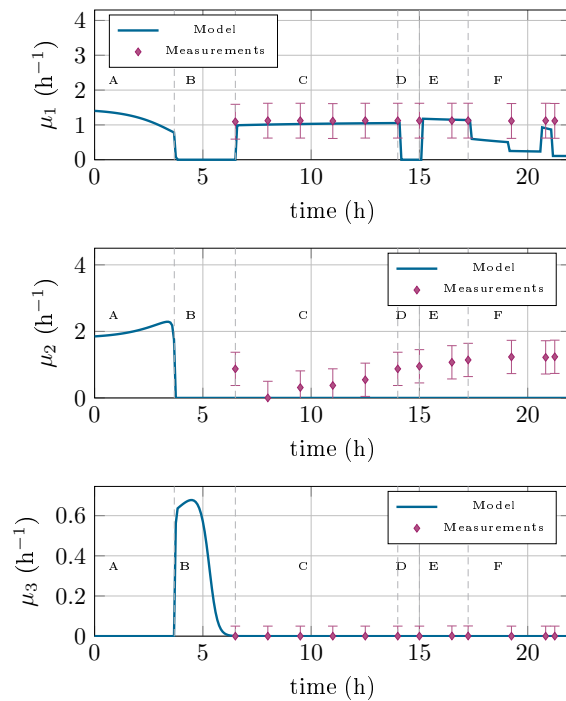 4
3
2
1
0
μ₁ (h⁻¹)
Model
Measurements
A B C D E F
0 5 10 15 20
time (h)
4
2
0
μ₂ (h⁻¹)
Model
Measurements
A B C D E F
0 5 10 15 20
time (h)
0.6
0.4
0.2
0
μ₃ (h⁻¹)
Model
Measurements
A B C D E F
0 5 10 15 20
time (h)